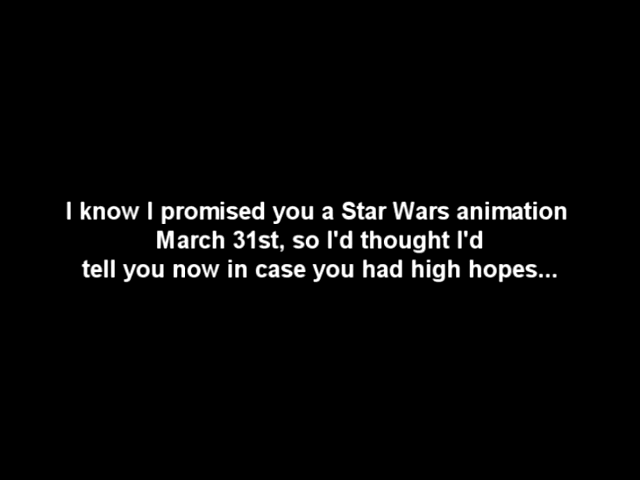 I know I promised you a Star Wars animation
March 31st, so I'd thought I'd
tell you now in case you had high hopes...